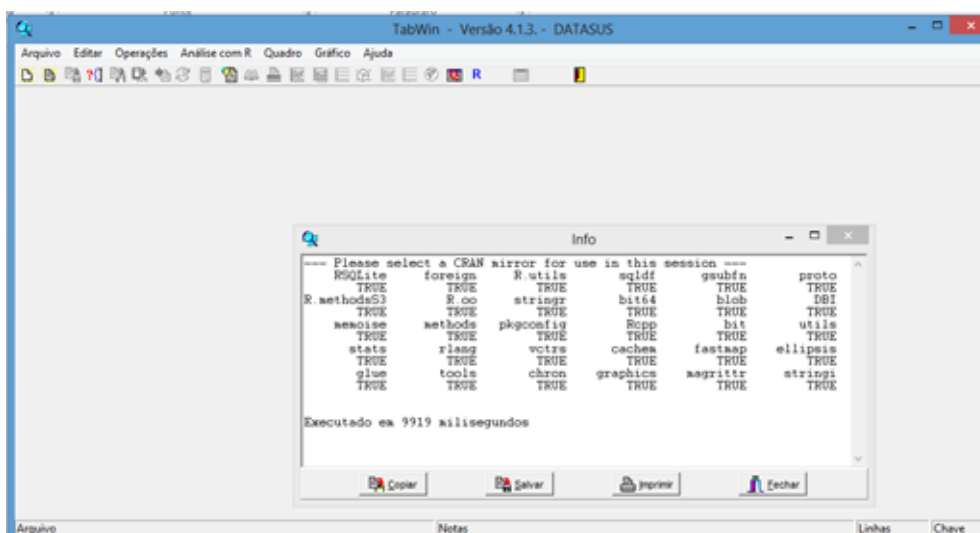 TabWin - Versão 4.1.3. - DATASUS
Arquivo Editar Operações Análise com R Quadro Gráfico Ajuda
R
Info
--- Please select a CRAN mirror for use in this session ---
RSQLite foreign R.utils sqldf gsubfn proto
TRUE TRUE TRUE TRUE TRUE TRUE
R.methodsS3 R.oo stringr bit64 blob DBI
TRUE TRUE TRUE TRUE TRUE TRUE
memoise methods pkgconfig Rcpp bit utils
TRUE TRUE TRUE TRUE TRUE TRUE
stats rlang vctrs cachem fastmap ellipsis
TRUE TRUE TRUE TRUE TRUE TRUE
glue tools chron graphics magrittr stringi
TRUE TRUE TRUE TRUE TRUE TRUE
Executado em 9919 milisegundos
Copiar Salvar Imprimir Fechar
Arquivo Notas Linhas Chave